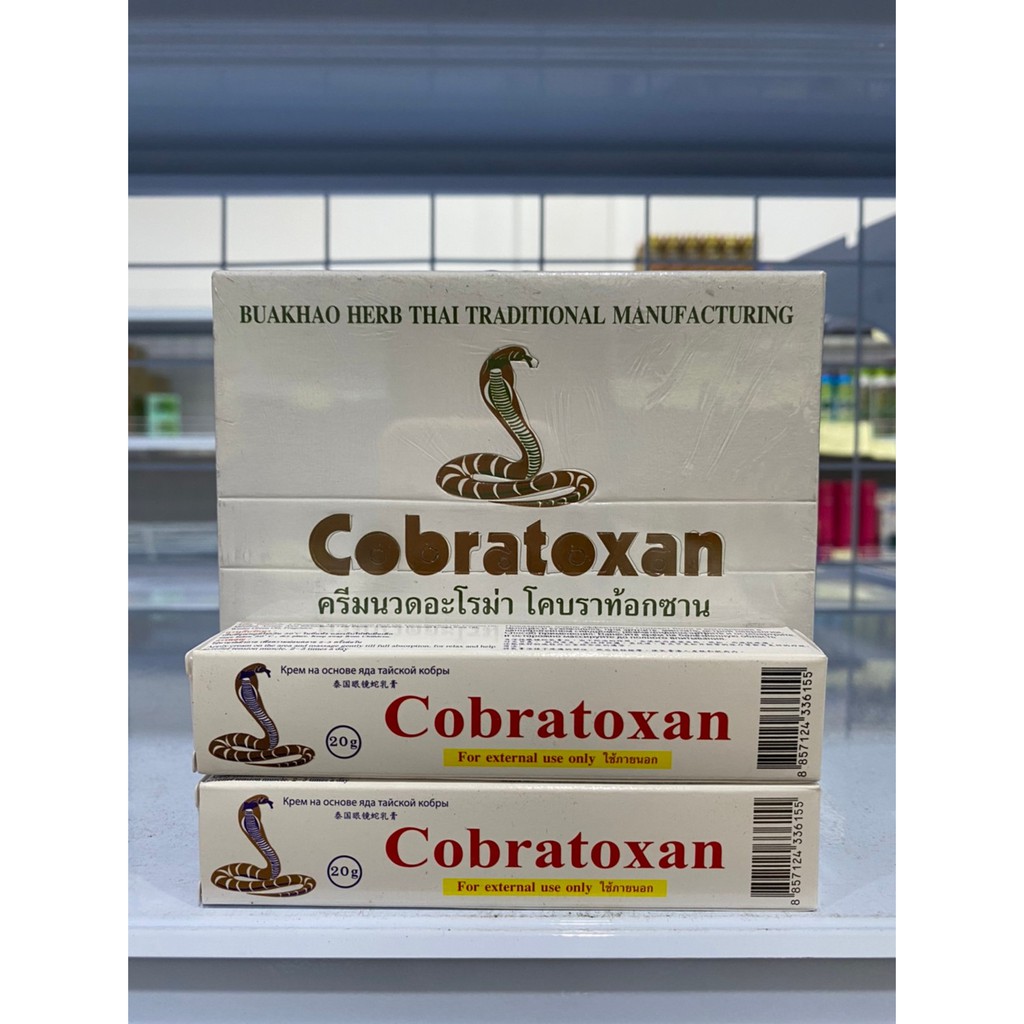 BUAKHAO HERB THAI TRADITIONAL MANUFACTURING
Cobratoxan
ครีมนวดอะโรม่า โคบราท้อกซาน
Крем на основе яда тайской кобры
泰国眼镜蛇乳膏
20g
Cobratoxan
For external use only ใช้ภายนอก
8 857124 336155
Крем на основе яда тайской кобры
泰国眼镜蛇乳膏
20g
Cobratoxan
For external use only ใช้ภายนอก
8 857124 336155